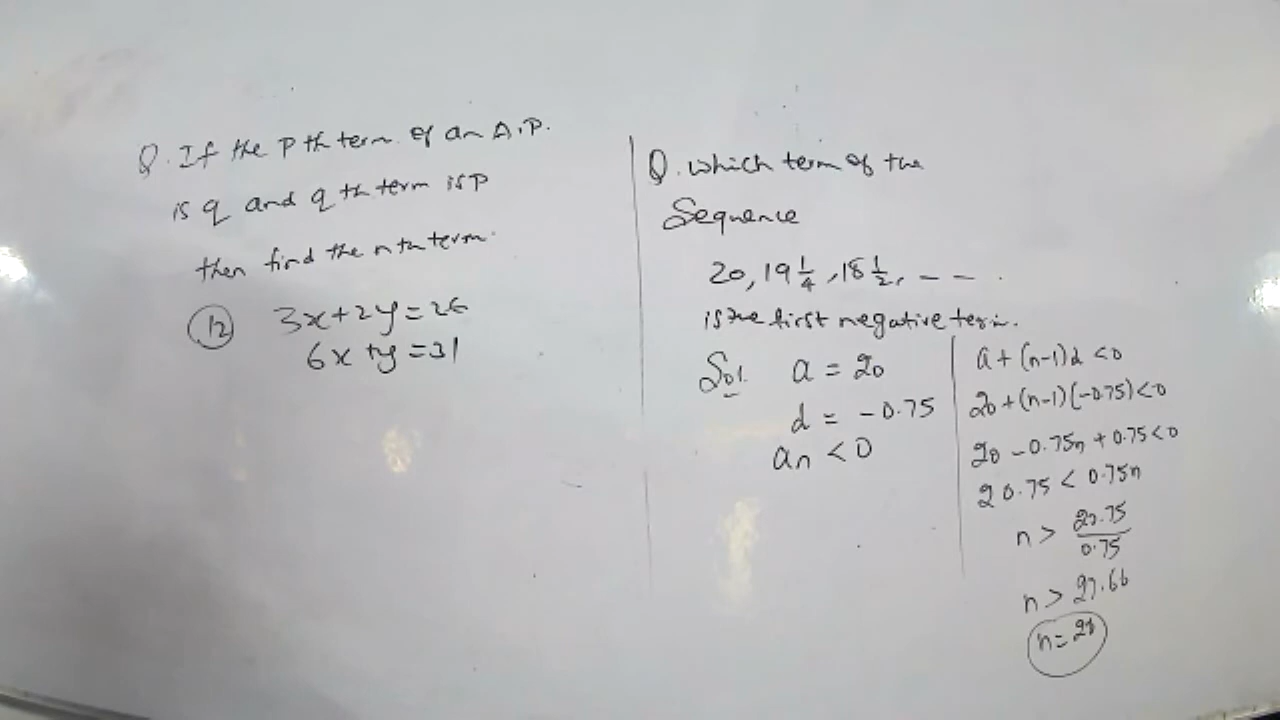 Q. If the Pth term of an A.P.
is q and qth term is P
then find the nth term.
12 3x+2y=26
6x+y=31
Q. which term of the
Sequence
20, 19 1/4, 18 1/2, - - .
is the first negative term.
Sol. a = 20
d = -0.75
an < 0
a + (n-1)d < 0
20 + (n-1)(-0.75) < 0
20 - 0.75n + 0.75 < 0
20.75 < 0.75n
n > 20.75/0.75
n > 27.66
n = 28